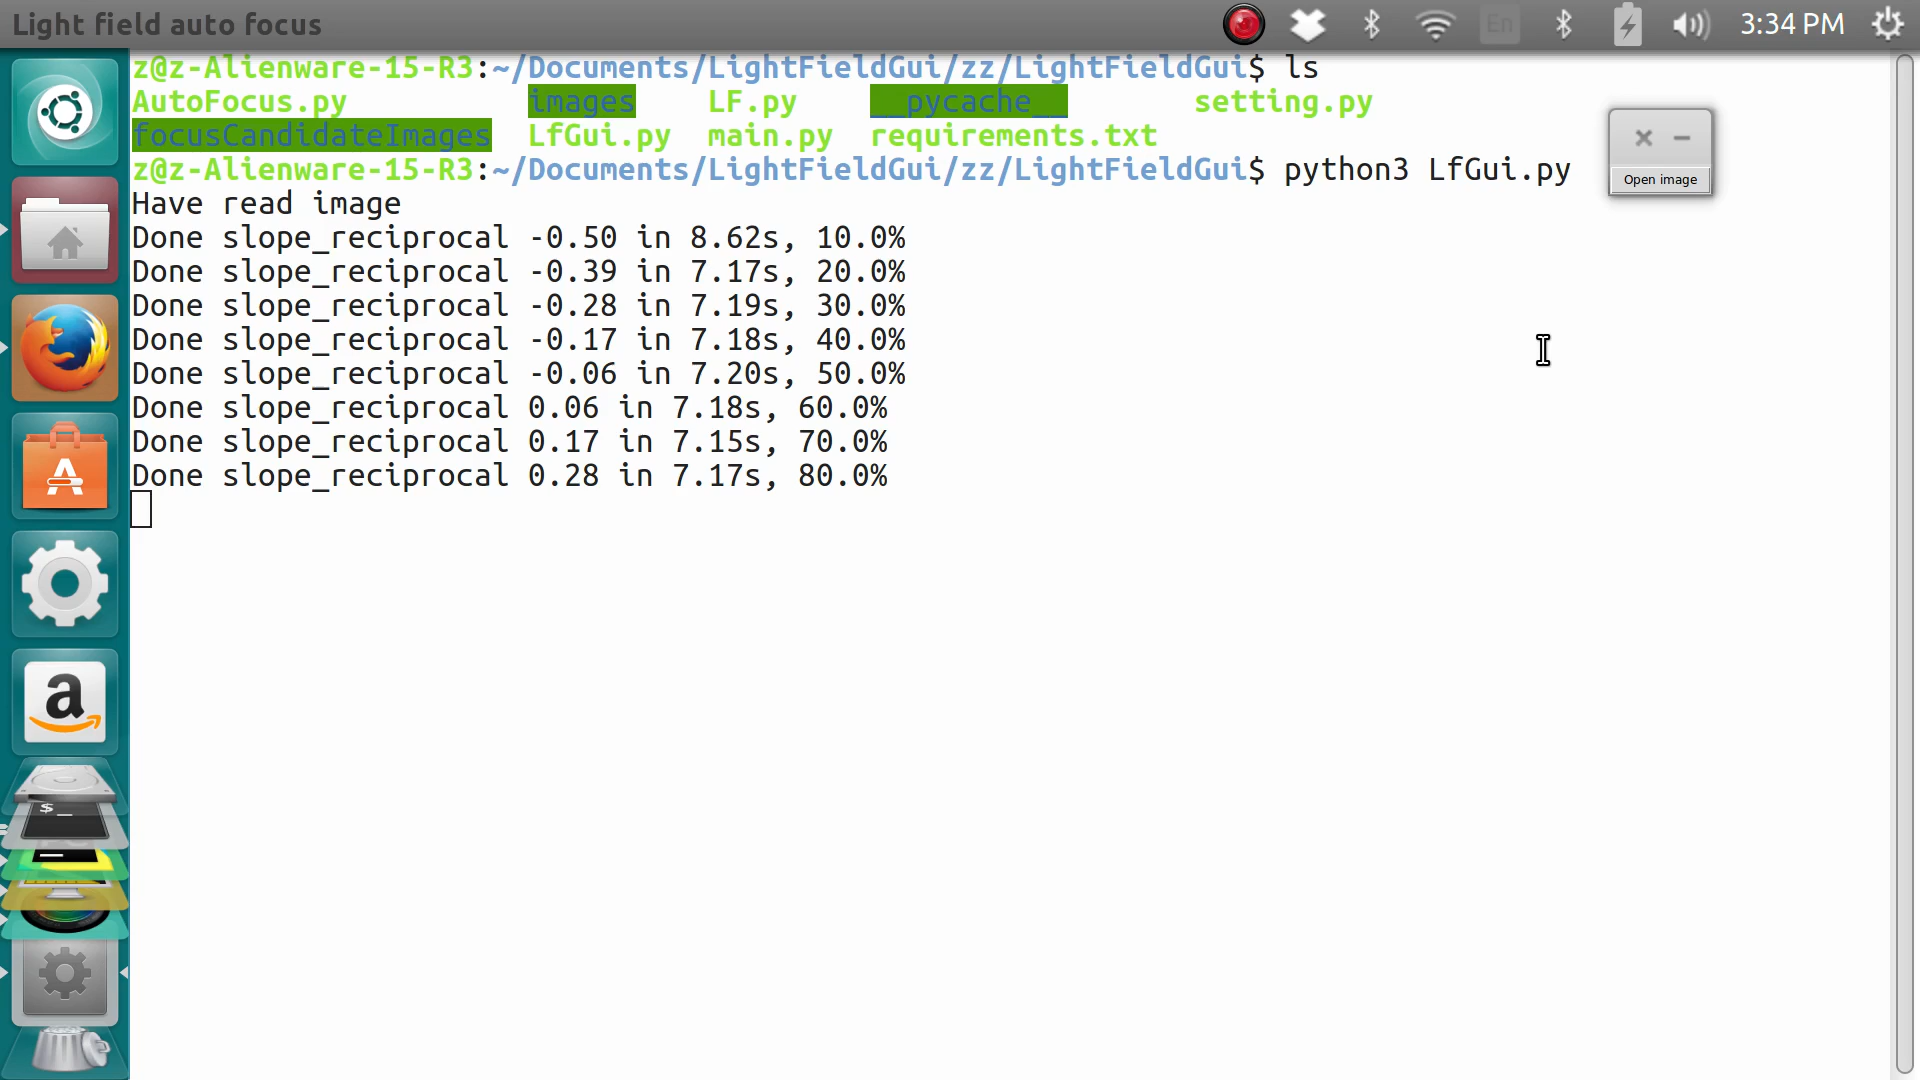 Light field auto focus
En
3:34 PM
z@z-Alienware-15-R3:~/Documents/LightFieldGui/zz/LightFieldGui$ ls
AutoFocus.py images LF.py __pycache__ setting.py
focusCandidateImages LfGui.py main.py requirements.txt
z@z-Alienware-15-R3:~/Documents/LightFieldGui/zz/LightFieldGui$ python3 LfGui.py
Open image
Have read image
Done slope_reciprocal -0.50 in 8.62s, 10.0%
Done slope_reciprocal -0.39 in 7.17s, 20.0%
Done slope_reciprocal -0.28 in 7.19s, 30.0%
Done slope_reciprocal -0.17 in 7.18s, 40.0%
Done slope_reciprocal -0.06 in 7.20s, 50.0%
Done slope_reciprocal 0.06 in 7.18s, 60.0%
Done slope_reciprocal 0.17 in 7.15s, 70.0%
Done slope_reciprocal 0.28 in 7.17s, 80.0%